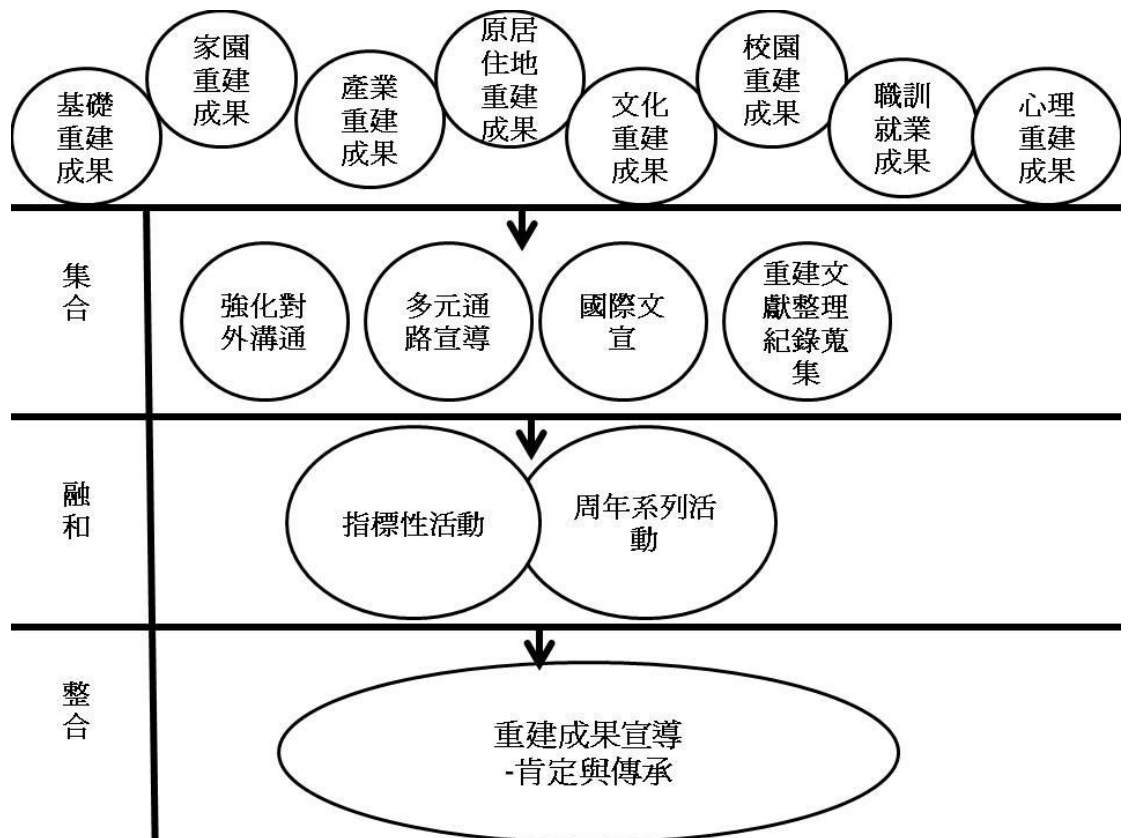 基礎
重建
成果
家園
重建
成果
產業
重建
成果
原居
住地
重建
成果
文化
重建
成果
校園
重建
成果
職訓
就業
成果
心理
重建
成果
集
合
強化對
外溝通
多元通
路宣導
國際文
宣
重建文
獻整理
紀錄蒐
集
融
和
指標性活動
周年系列活
動
整
合
重建成果宣導
-肯定與傳承